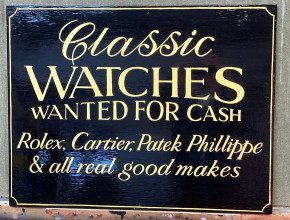 Classic
WATCHES
WANTED FOR CASH
Rolex, Cartier, Patek Phillippe
& all real good makes